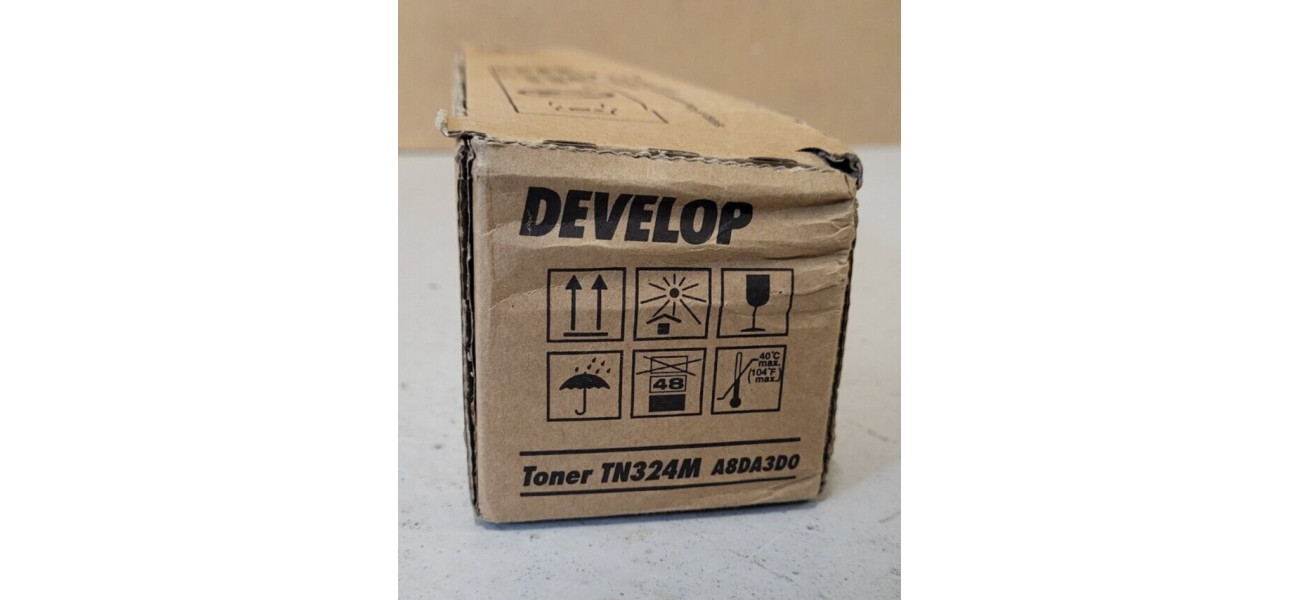 DEVELOP
40°C
max.
(104°F
max.)
48
Toner TN324M A8DA3D0